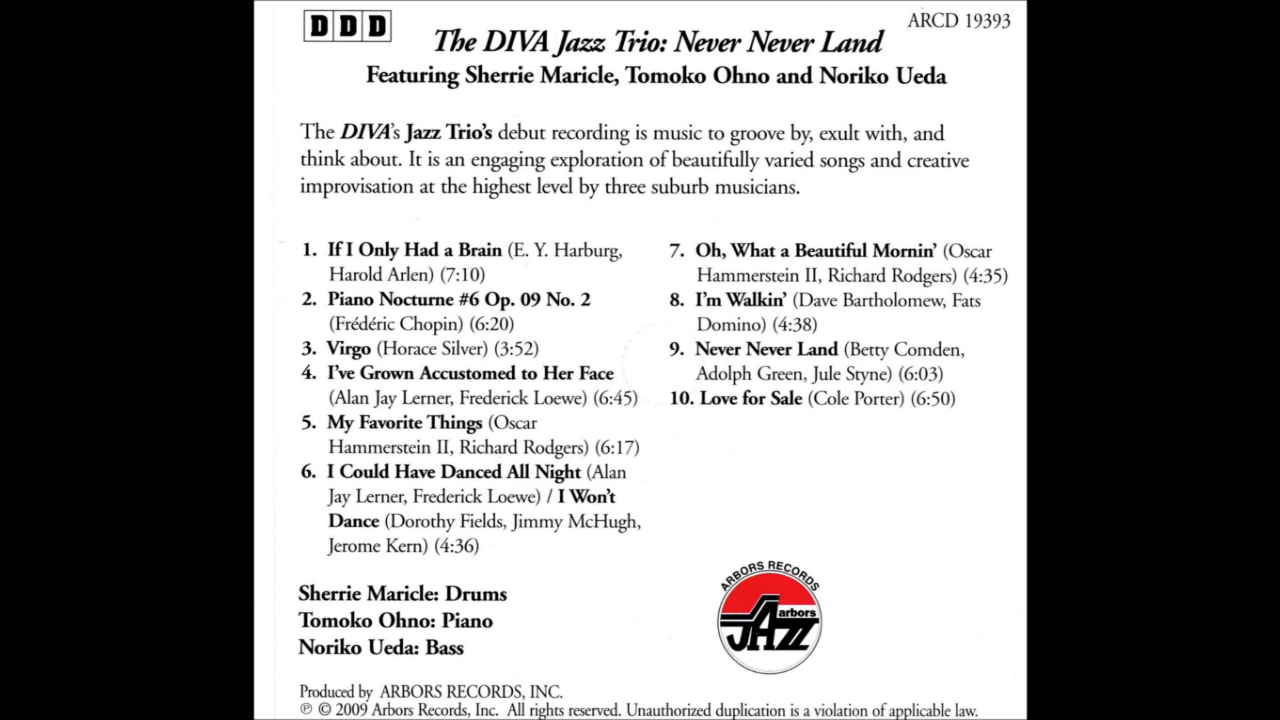 DDD
ARCD 19393
The DIVA Jazz Trio: Never Never Land
Featuring Sherrie Maricle, Tomoko Ohno and Noriko Ueda
The DIVA's Jazz Trio's debut recording is music to groove by, exult with, and
think about. It is an engaging exploration of beautifully varied songs and creative
improvisation at the highest level by three suburb musicians.
1. If I Only Had a Brain (E. Y. Harburg,
Harold Arlen) (7:10)
2. Piano Nocturne #6 Op. 09 No. 2
(Frédéric Chopin) (6:20)
3. Virgo (Horace Silver) (3:52)
4. I've Grown Accustomed to Her Face
(Alan Jay Lerner, Frederick Loewe) (6:45)
5. My Favorite Things (Oscar
Hammerstein II, Richard Rodgers) (6:17)
6. I Could Have Danced All Night (Alan
Jay Lerner, Frederick Loewe) / I Won't
Dance (Dorothy Fields, Jimmy McHugh,
Jerome Kern) (4:36)
7. Oh, What a Beautiful Mornin' (Oscar
Hammerstein II, Richard Rodgers) (4:35)
8. I'm Walkin' (Dave Bartholomew, Fats
Domino) (4:38)
9. Never Never Land (Betty Comden,
Adolph Green, Jule Styne) (6:03)
10. Love for Sale (Cole Porter) (6:50)
Sherrie Maricle: Drums
Tomoko Ohno: Piano
Noriko Ueda: Bass
ARBORS RECORDS
arbors
JAZZ
Produced by ARBORS RECORDS, INC.
℗ © 2009 Arbors Records, Inc. All rights reserved. Unauthorized duplication is a violation of applicable law.